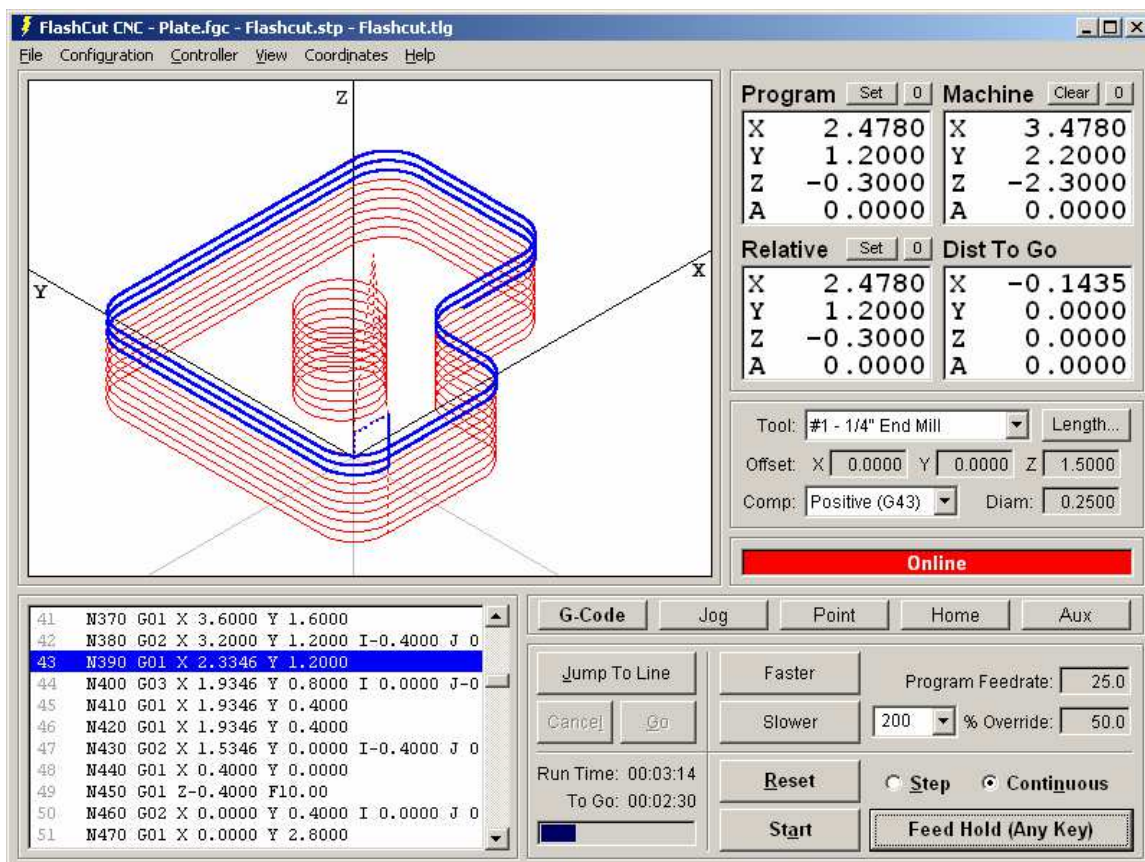 FlashCut CNC - Plate.fgc - Flashcut.stp - Flashcut.tlg
File Configuration Controller View Coordinates Help
Z
Y
X
Program Set 0 Machine Clear 0
X 2.4780 X 3.4780
Y 1.2000 Y 2.2000
Z -0.3000 Z -2.3000
A 0.0000 A 0.0000
Relative Set 0 Dist To Go
X 2.4780 X -0.1435
Y 1.2000 Y 0.0000
Z -0.3000 Z 0.0000
A 0.0000 A 0.0000
Tool: #1 - 1/4" End Mill Length...
Offset: X 0.0000 Y 0.0000 Z 1.5000
Comp: Positive (G43) Diam: 0.2500
Online
41 N370 G01 X 3.6000 Y 1.6000
42 N380 G02 X 3.2000 Y 1.2000 I-0.4000 J 0
43 N390 G01 X 2.3346 Y 1.2000
44 N400 G03 X 1.9346 Y 0.8000 I 0.0000 J-0
45 N410 G01 X 1.9346 Y 0.4000
46 N420 G01 X 1.9346 Y 0.4000
47 N430 G02 X 1.5346 Y 0.0000 I-0.4000 J 0
48 N440 G01 X 0.4000 Y 0.0000
49 N450 G01 Z-0.4000 F10.00
50 N460 G02 X 0.0000 Y 0.4000 I 0.0000 J 0
51 N470 G01 X 0.0000 Y 2.8000
G-Code Jog Point Home Aux
Jump To Line Faster Program Feedrate: 25.0
Cancel Go Slower 200 % Override: 50.0
Run Time: 00:03:14 Reset Step Continuous
To Go: 00:02:30
Start Feed Hold (Any Key)